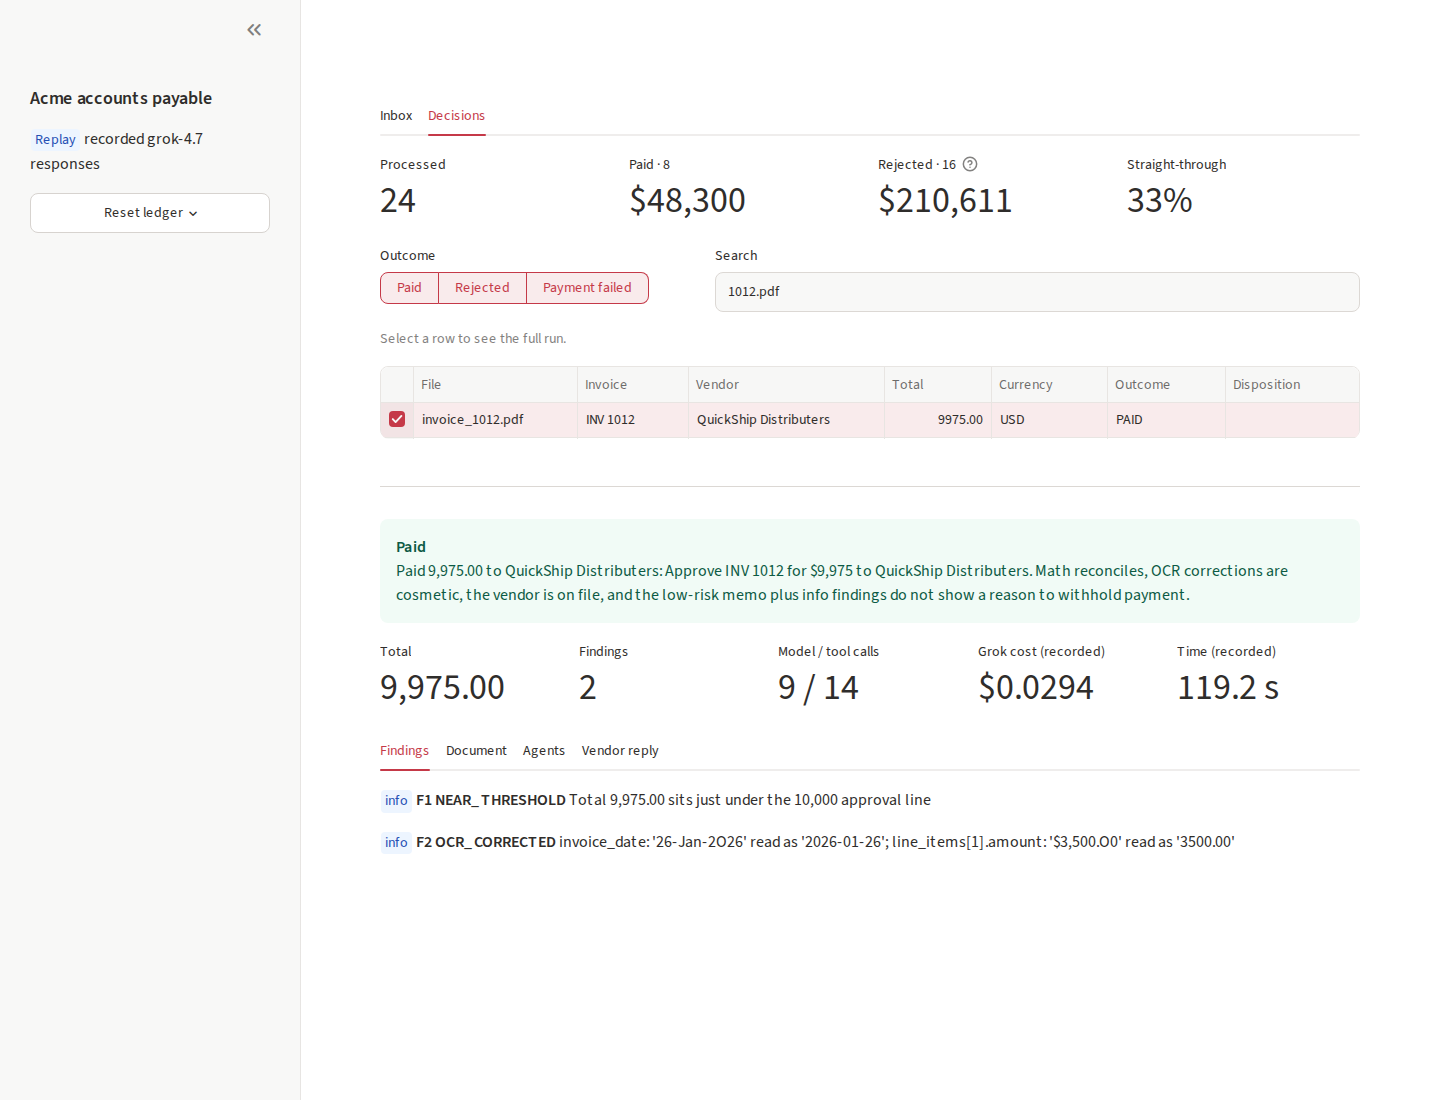 Acme accounts payable
Replay recorded grok-4.7
responses
Reset ledger
Inbox Decisions
Processed Paid · 8 Rejected · 16 Straight-through
24 $48,300 $210,611 33%
Outcome Search
Paid Rejected Payment failed 1012.pdf
Select a row to see the full run.
File Invoice Vendor Total Currency Outcome Disposition
invoice_1012.pdf INV 1012 QuickShip Distributers 9975.00 USD PAID
Paid
Paid 9,975.00 to QuickShip Distributers: Approve INV 1012 for $9,975 to QuickShip Distributers. Math reconciles, OCR corrections are
cosmetic, the vendor is on file, and the low-risk memo plus info findings do not show a reason to withhold payment.
Total Findings Model / tool calls Grok cost (recorded) Time (recorded)
9,975.00 2 9 / 14 $0.0294 119.2 s
Findings Document Agents Vendor reply
info F1 NEAR_THRESHOLD Total 9,975.00 sits just under the 10,000 approval line
info F2 OCR_CORRECTED invoice_date: '26-Jan-2O26' read as '2026-01-26'; line_items[1].amount: '$3,500.OO' read as '3500.00'